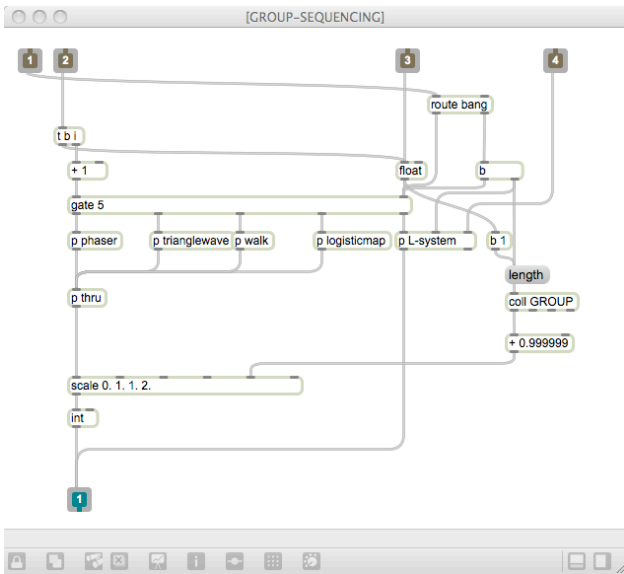 [GROUP-SEQUENCING]
1
2
3
4
route bang
t b i
+ 1
float
b
gate 5
p phaser
p trianglewave
p walk
p logisticmap
p L-system
b 1
length
p thru
coll GROUP
+ 0.999999
scale 0. 1. 1. 2.
int
1